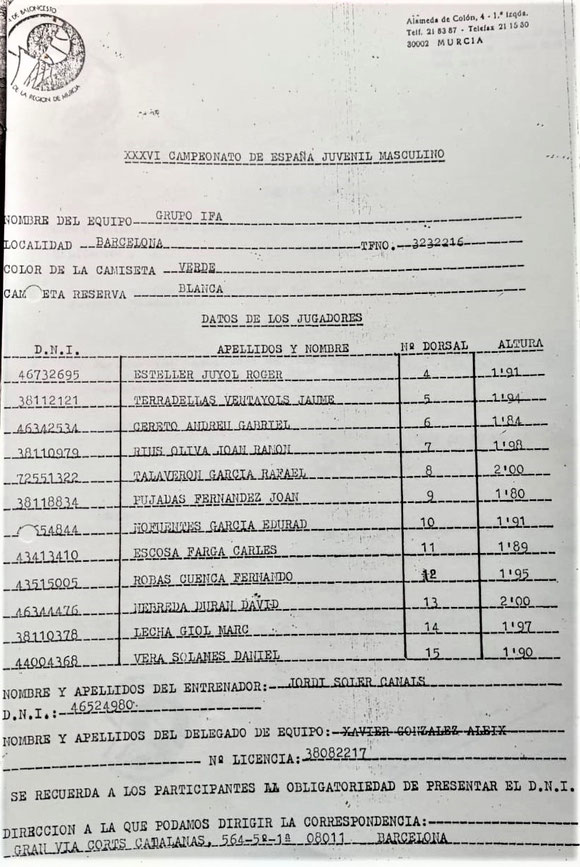 DE BALONCESTO
DE LA REGION DE MURCIA
Alameda de Colón, 4 - 1.º Izqda.
Telf. 21 83 87 - Telefax 21 15 30
30002 MURCIA
XXXVI CAMPEONATO DE ESPAÑA JUVENIL MASCULINO
NOMBRE DEL EQUIPO GRUPO IFA
LOCALIDAD BARCELONA TFNO. 3232216
COLOR DE LA CAMISETA VERDE
CAM ETA RESERVA BLANCA
DATOS DE LOS JUGADORES
D.N.I. APELLIDOS Y NOMBRE Nº DORSAL ALTURA
46732695 ESTELLER JUYOL ROGER 4 1'91
38112121 TERRADELLAS VENTAYOLS JAUME 5 1'94
46342534 CERETO ANDREU GABRIEL 6 1'84
38110979 RIUS OLIVA JOAN RAMON 7 1'98
72551322 TALAVERON GARCIA RAFAEL 8 2'00
38118834 PUJADAS FERNANDEZ JOAN 9 1'80
654844 NOFUENTES GARCIA EDURAD 10 1'91
43413410 ESCOSA FARGA CARLES 11 1'89
43515005 ROBAS CUENCA FERNANDO 12 1'95
46344476 NEBREDA DURAN DAVID 13 2'00
38110378 LECHA GIOL MARC 14 1'97
44004368 VERA SOLANES DANIEL 15 1'90
NOMBRE Y APELLIDOS DEL ENTRENADOR: JORDI SOLER CANALS
D.N.I.: 46524980
NOMBRE Y APELLIDOS DEL DELEGADO DE EQUIPO: XAVIER GONZALEZ ALEIX
Nº LICENCIA: 38082217
SE RECUERDA A LOS PARTICIPANTES LA OBLIGATORIEDAD DE PRESENTAR EL D.N.I.
DIRECCION A LA QUE PODAMOS DIRIGIR LA CORRESPONDENCIA:
GRAN VIA CORTS CATALANAS, 564-5º-1ª 08011 BARCELONA